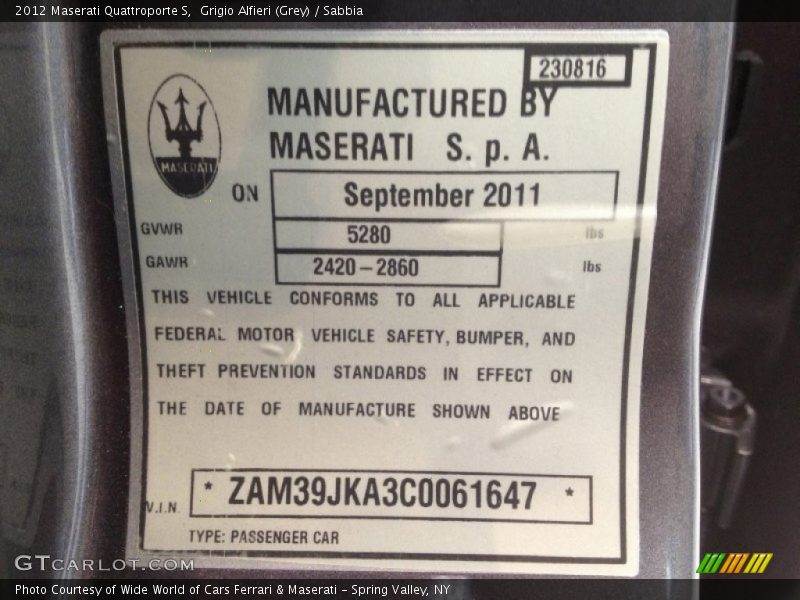 2012 Maserati Quattroporte S,  Grigio Alfieri (Grey) / Sabbia
230816
MANUFACTURED BY
MASERATI S. p. A.
MASERATI
ON September 2011
GVWR 5280 lbs
GAWR 2420-2860 lbs
THIS VEHICLE CONFORMS TO ALL APPLICABLE
FEDERAL MOTOR VEHICLE SAFETY, BUMPER, AND
THEFT PREVENTION STANDARDS IN EFFECT ON
THE DATE OF MANUFACTURE SHOWN ABOVE
V.I.N. * ZAM39JKA3C0061647 *
TYPE: PASSENGER CAR
GTCARLOT.COM
Photo Courtesy of Wide World of Cars Ferrari & Maserati - Spring Valley, NY